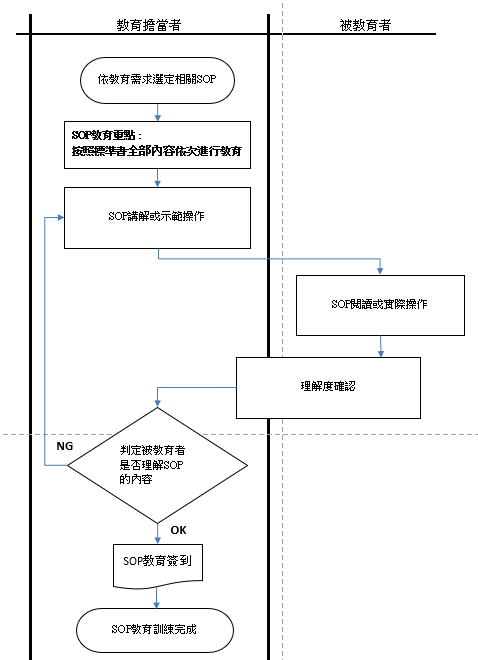 教育擔當者
被教育者
依教育需求選定相關SOP
SOP教育重點：
按照標準書全部內容依次進行教育
SOP講解或示範操作
SOP閱讀或實際操作
理解度確認
NG
判定被教育者
是否理解SOP
的內容
OK
SOP教育簽到
SOP教育訓練完成